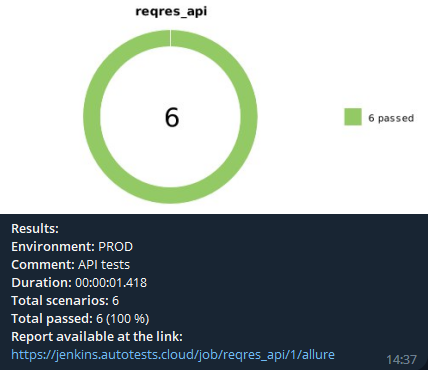 reqres_api
6
6 passed
Results:
Environment: PROD
Comment: API tests
Duration: 00:00:01.418
Total scenarios: 6
Total passed: 6 (100 %)
Report available at the link:
https://jenkins.autotests.cloud/job/reqres_api/1/allure
14:37